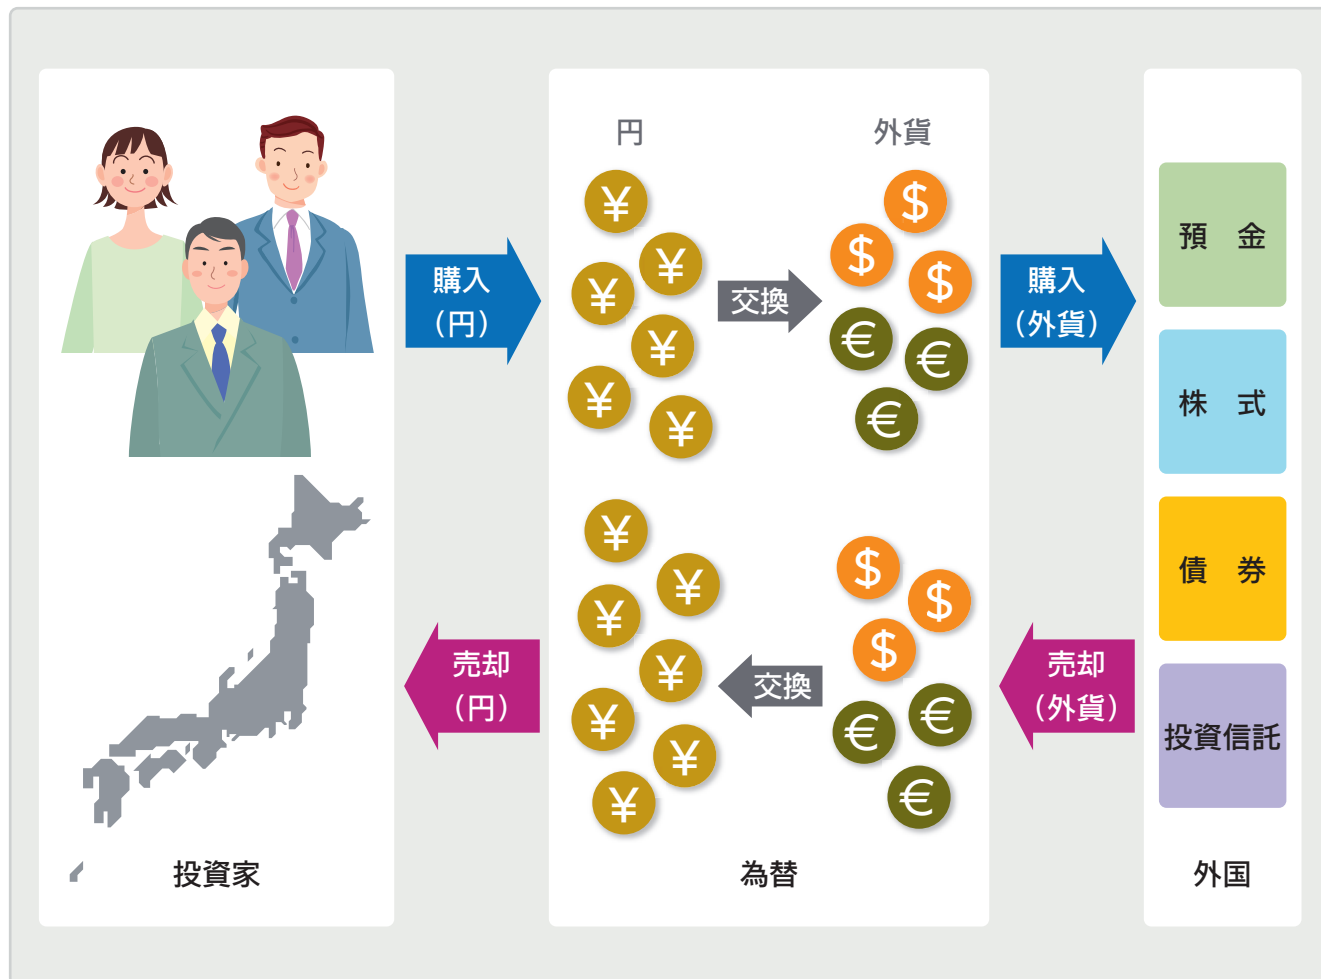 円
外貨
購入
（円）
交換
購入
（外貨）
¥
¥
¥
¥
¥
¥
$
$
$
€
€
€
預　金
株　式
債　券
投資信託
売却
（円）
交換
売却
（外貨）
¥
¥
¥
¥
¥
¥
¥
$
$
$
€
€
€
投資家
為替
外国